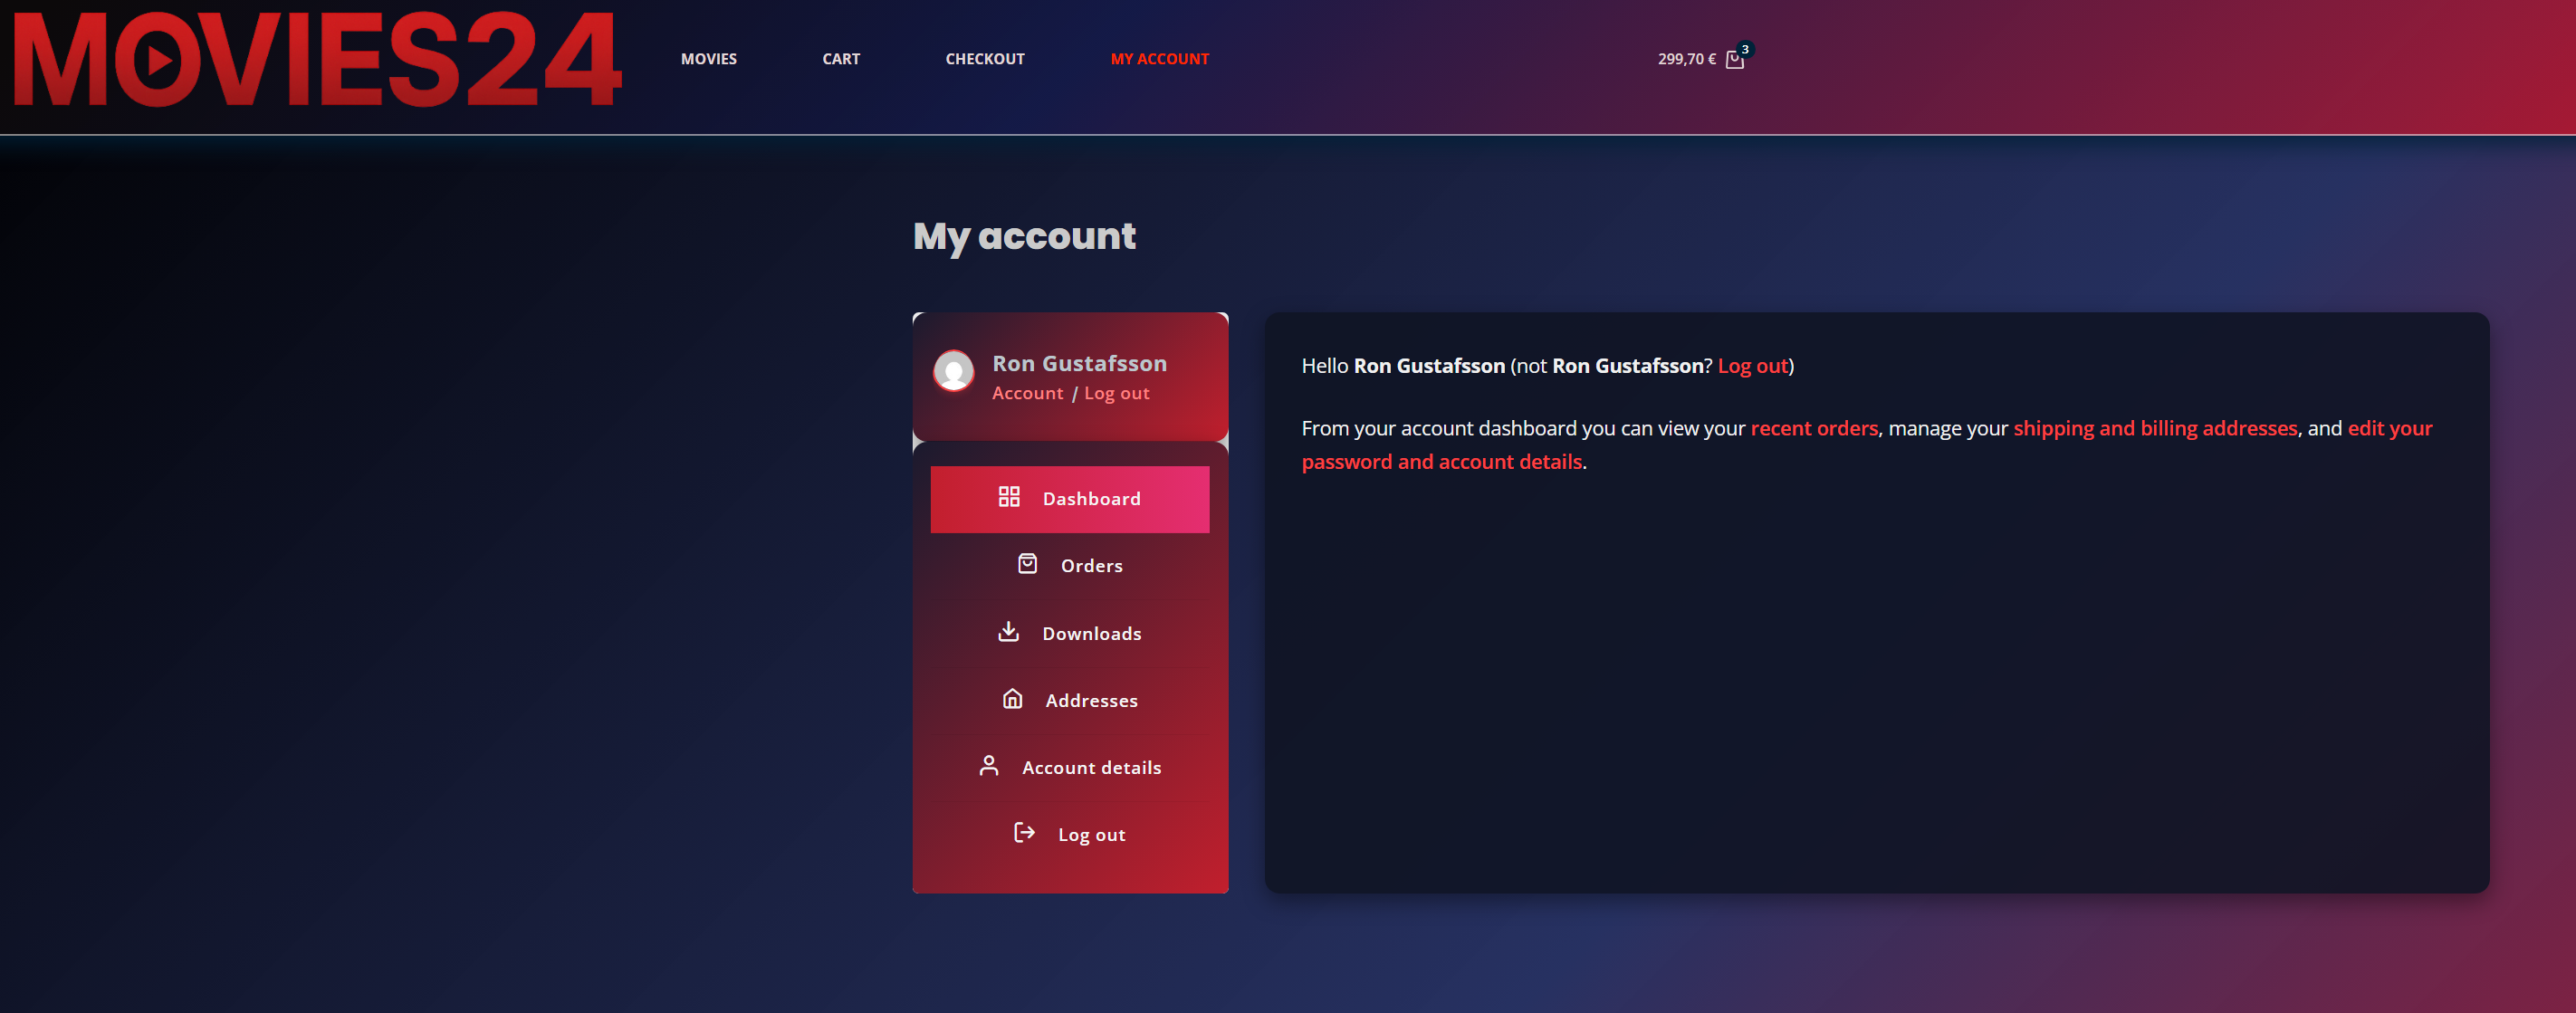 MOVIES24
MOVIES
CART
CHECKOUT
MY ACCOUNT
299,70 €
3
My account
Ron Gustafsson
Account / Log out
Dashboard
Orders
Downloads
Addresses
Account details
Log out
Hello Ron Gustafsson (not Ron Gustafsson? Log out)
From your account dashboard you can view your recent orders, manage your shipping and billing addresses, and edit your
password and account details.